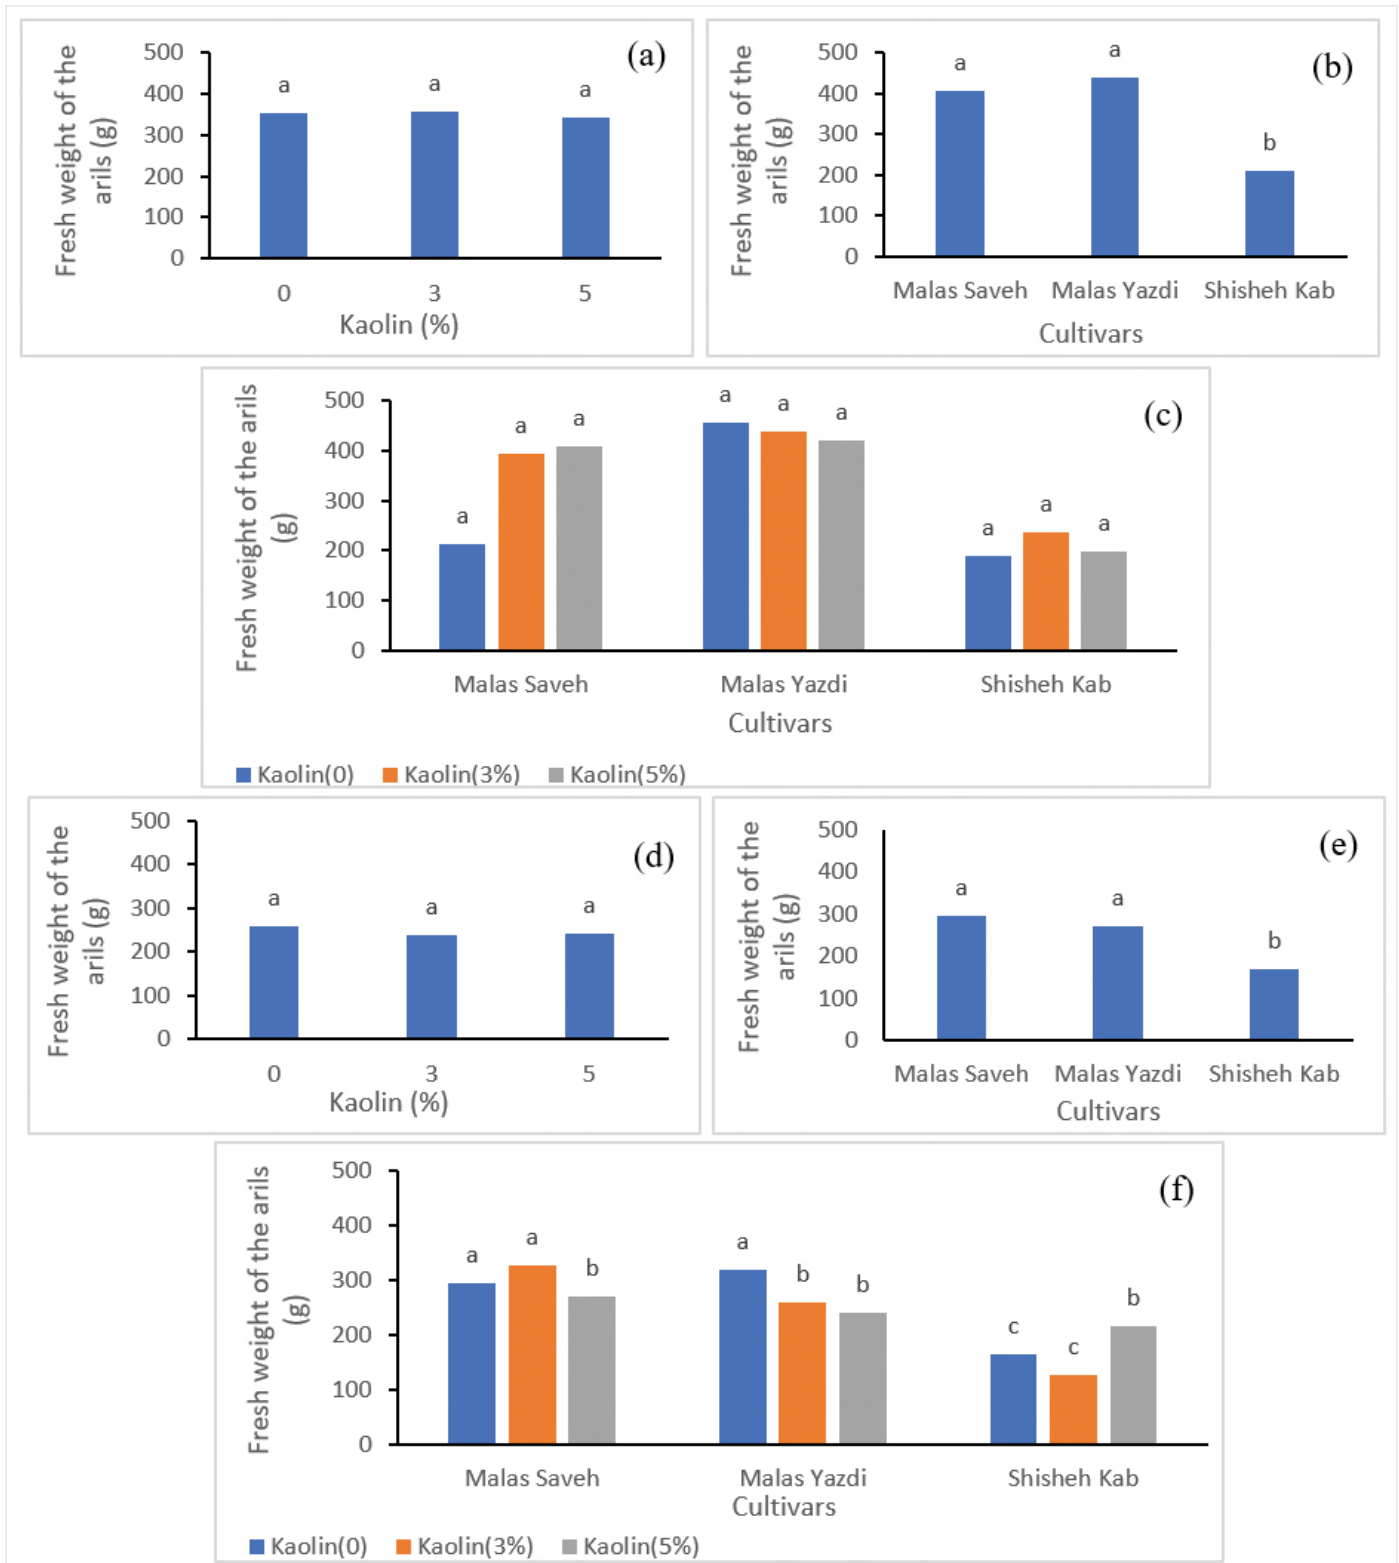 (a)
Fresh weight of the
arils (g)
500
400
300
200
100
0
a
a
a
0
3
5
Kaolin (%)
(b)
Fresh weight of the
arils (g)
500
400
300
200
100
0
a
a
b
Malas Saveh
Malas Yazdi
Shisheh Kab
Cultivars
(c)
Fresh weight of the arils
(g)
500
400
300
200
100
0
a
a
a
a
a
a
a
a
a
Malas Saveh
Malas Yazdi
Shisheh Kab
Cultivars
Kaolin(0)
Kaolin(3%)
Kaolin(5%)
(d)
Fresh weight of the
arils (g)
500
400
300
200
100
0
a
a
a
0
3
5
Kaolin (%)
(e)
Fresh weight of the
arils (g)
500
400
300
200
100
0
a
a
b
Malas Saveh
Malas Yazdi
Shisheh Kab
Cultivars
(f)
Fresh weight of the arils
(g)
500
400
300
200
100
0
a
a
b
a
b
b
c
c
b
Malas Saveh
Malas Yazdi
Shisheh Kab
Cultivars
Kaolin(0)
Kaolin(3%)
Kaolin(5%)